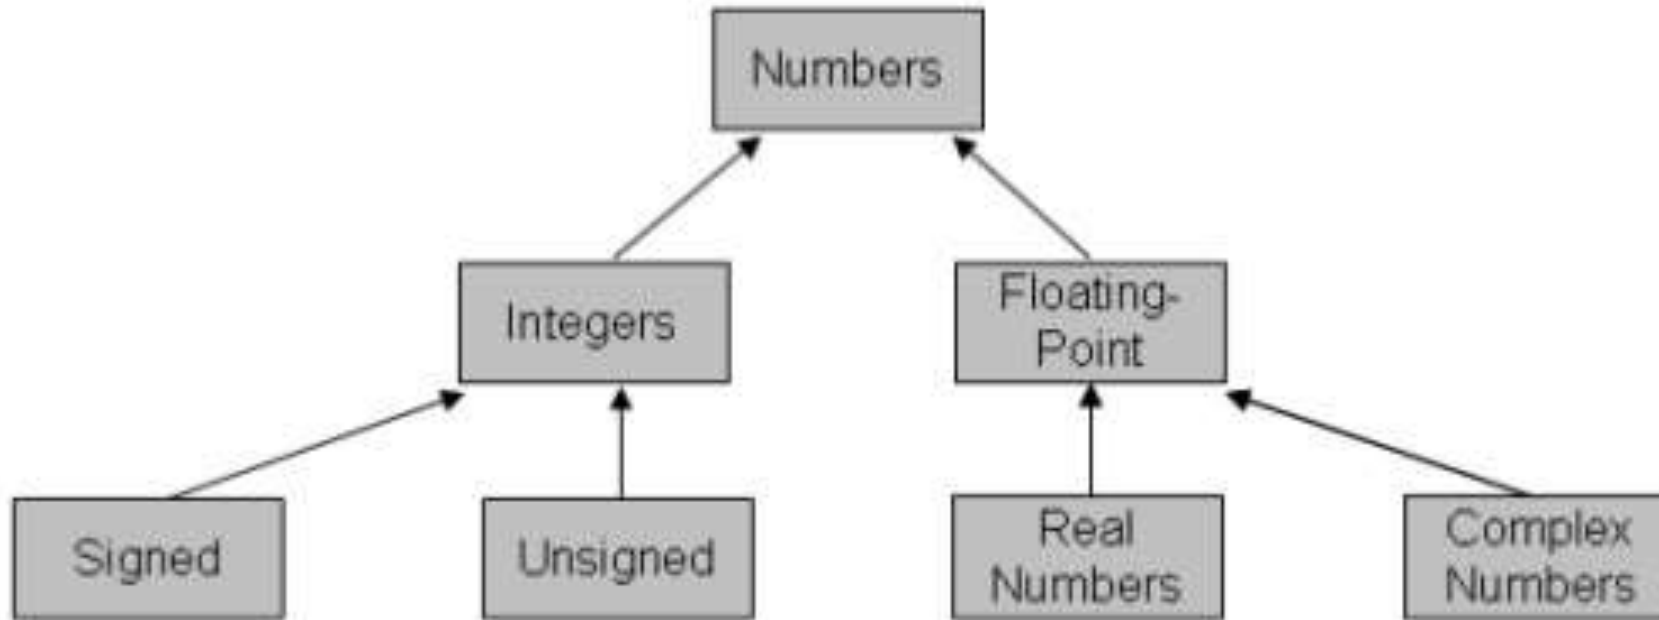 Numbers
Integers
Floating-
Point
Signed
Unsigned
Real
Numbers
Complex
Numbers